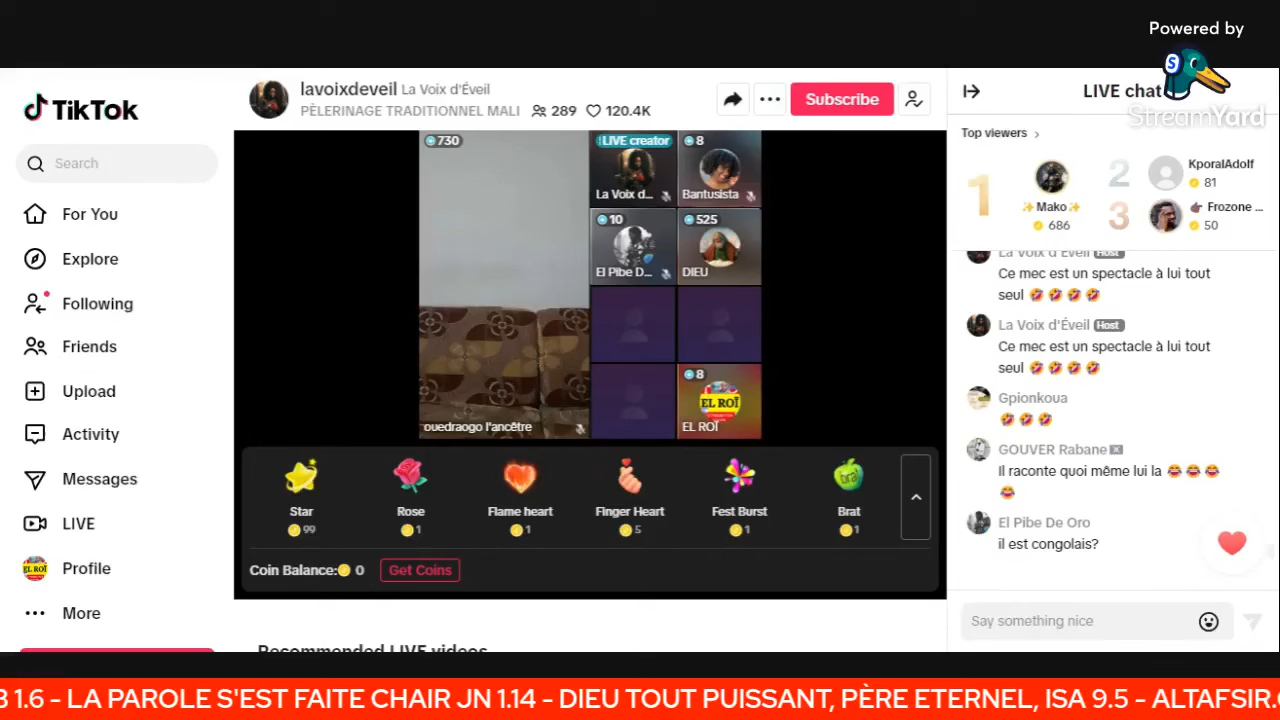 Powered by
StreamYard
TikTok
Search
For You
Explore
Following
Friends
Upload
Activity
Messages
LIVE
Profile
More
lavoixdeveil La Voix d'Éveil
PÈLERINAGE TRADITIONNEL MALI 289 120.4K
Subscribe
730
LIVE creator
La Voix d...
8
Bantusista
10
El Pibe D...
525
DIEU
8
EL ROÏ
EL ROÏ
ouedraogo l'ancêtre
Star
99
Rose
1
Flame heart
1
Finger Heart
5
Fest Burst
1
Brat
1
Coin Balance: 0 Get Coins
Recommended LIVE videos
LIVE chat
Top viewers
1
✨Mako✨
686
2
KporalAdolf
81
3
Frozone ...
50
La Voix d'Éveil Host
Ce mec est un spectacle à lui tout
seul 🤣 🤣 🤣 🤣
La Voix d'Éveil Host
Ce mec est un spectacle à lui tout
seul 🤣 🤣 🤣 🤣
Gpionkoua
🤣 🤣 🤣
GOUVER Rabane
Il raconte quoi même lui la 😂 😂 😂
😂
El Pibe De Oro
il est congolais?
Say something nice
1.6 - LA PAROLE S'EST FAITE CHAIR JN 1.14 - DIEU TOUT PUISSANT, PÈRE ETERNEL, ISA 9.5 - ALTAFSIR.